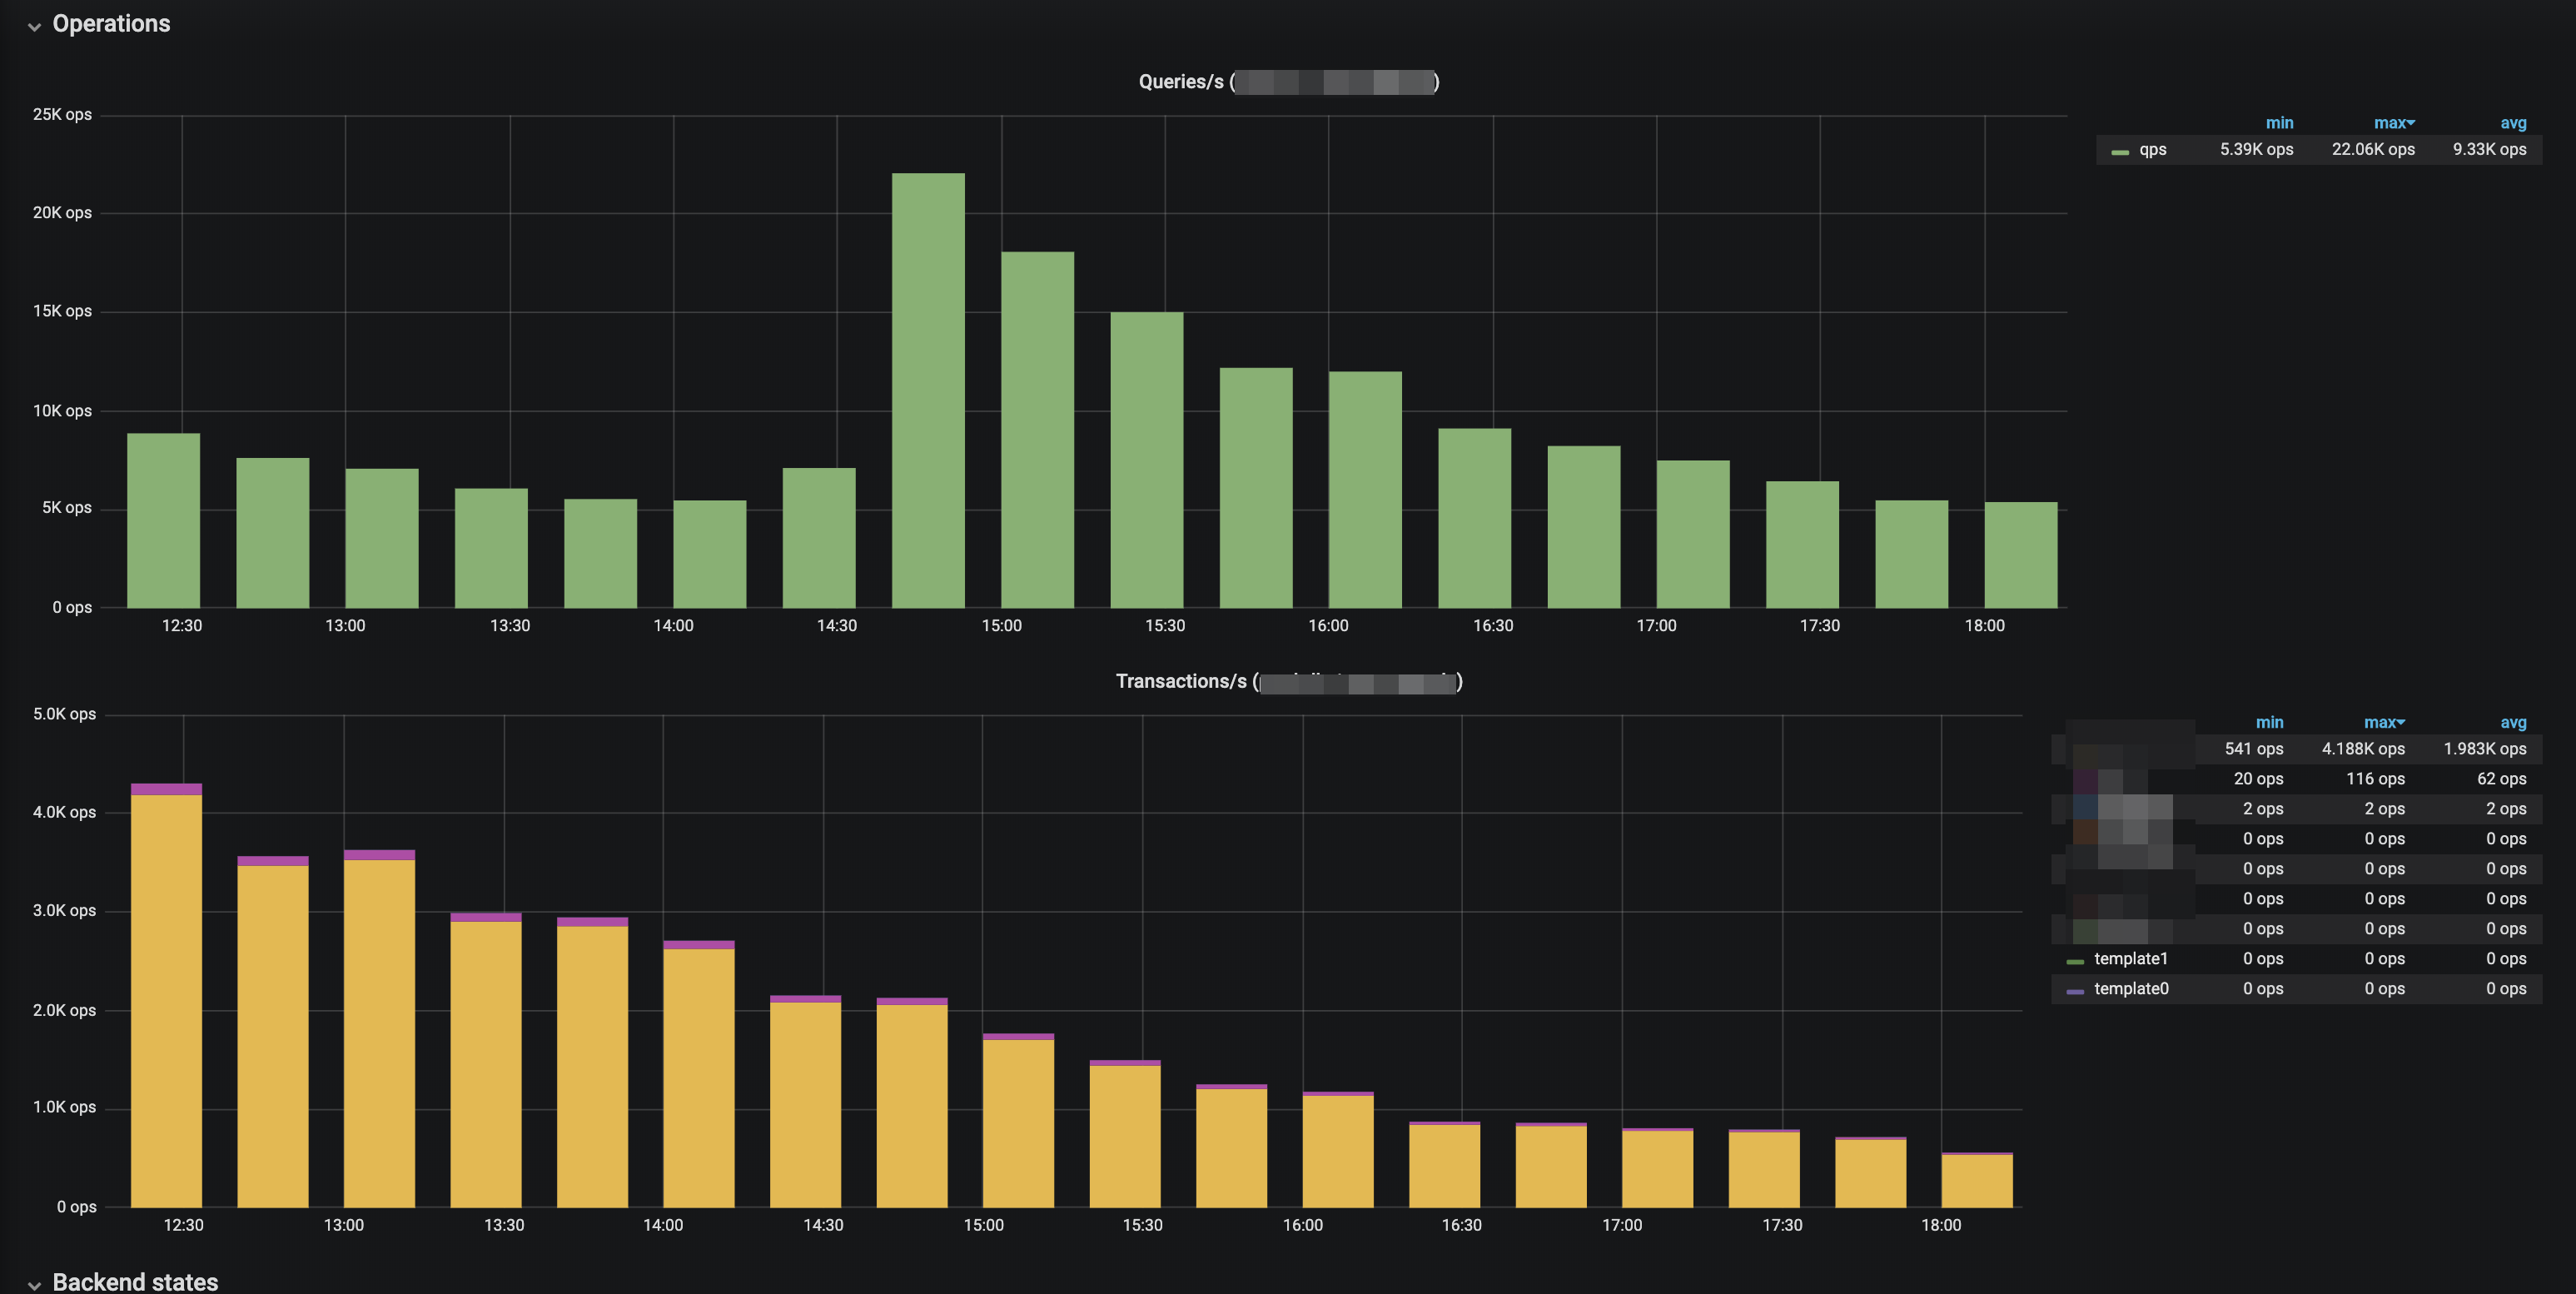 Operations
Queries/s ( )
25K ops
20K ops
15K ops
10K ops
5K ops
0 ops
12:30 13:00 13:30 14:00 14:30 15:00 15:30 16:00 16:30 17:00 17:30 18:00
min max avg
qps 5.39K ops 22.06K ops 9.33K ops
Transactions/s ( )
5.0K ops
4.0K ops
3.0K ops
2.0K ops
1.0K ops
0 ops
12:30 13:00 13:30 14:00 14:30 15:00 15:30 16:00 16:30 17:00 17:30 18:00
min max avg
541 ops 4.188K ops 1.983K ops
20 ops 116 ops 62 ops
2 ops 2 ops 2 ops
0 ops 0 ops 0 ops
0 ops 0 ops 0 ops
0 ops 0 ops 0 ops
0 ops 0 ops 0 ops
template1 0 ops 0 ops 0 ops
template0 0 ops 0 ops 0 ops
Backend states